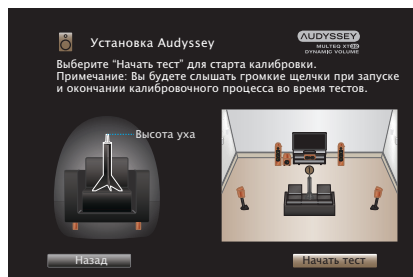 Установка Audyssey
AUDYSSEY
MULTEQ XT32
DYNAMIC VOLUME
Выберите “Начать тест” для старта калибровки.
Примечание: Вы будете слышать громкие щелчки при запуске
и окончании калибровочного процесса во время тестов.
Высота уха
Назад
Начать тест